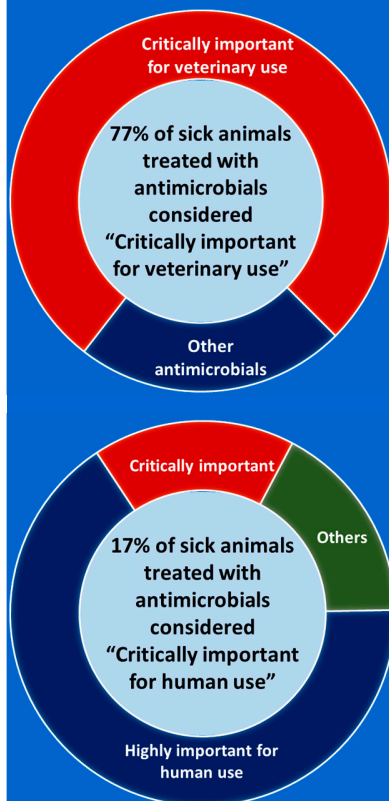 Critically important
for veterinary use
77% of sick animals
treated with
antimicrobials
considered
“Critically important
for veterinary use”
Other
antimicrobials
Critically important
Others
17% of sick animals
treated with
antimicrobials
considered
“Critically important
for human use”
Highly important for
human use